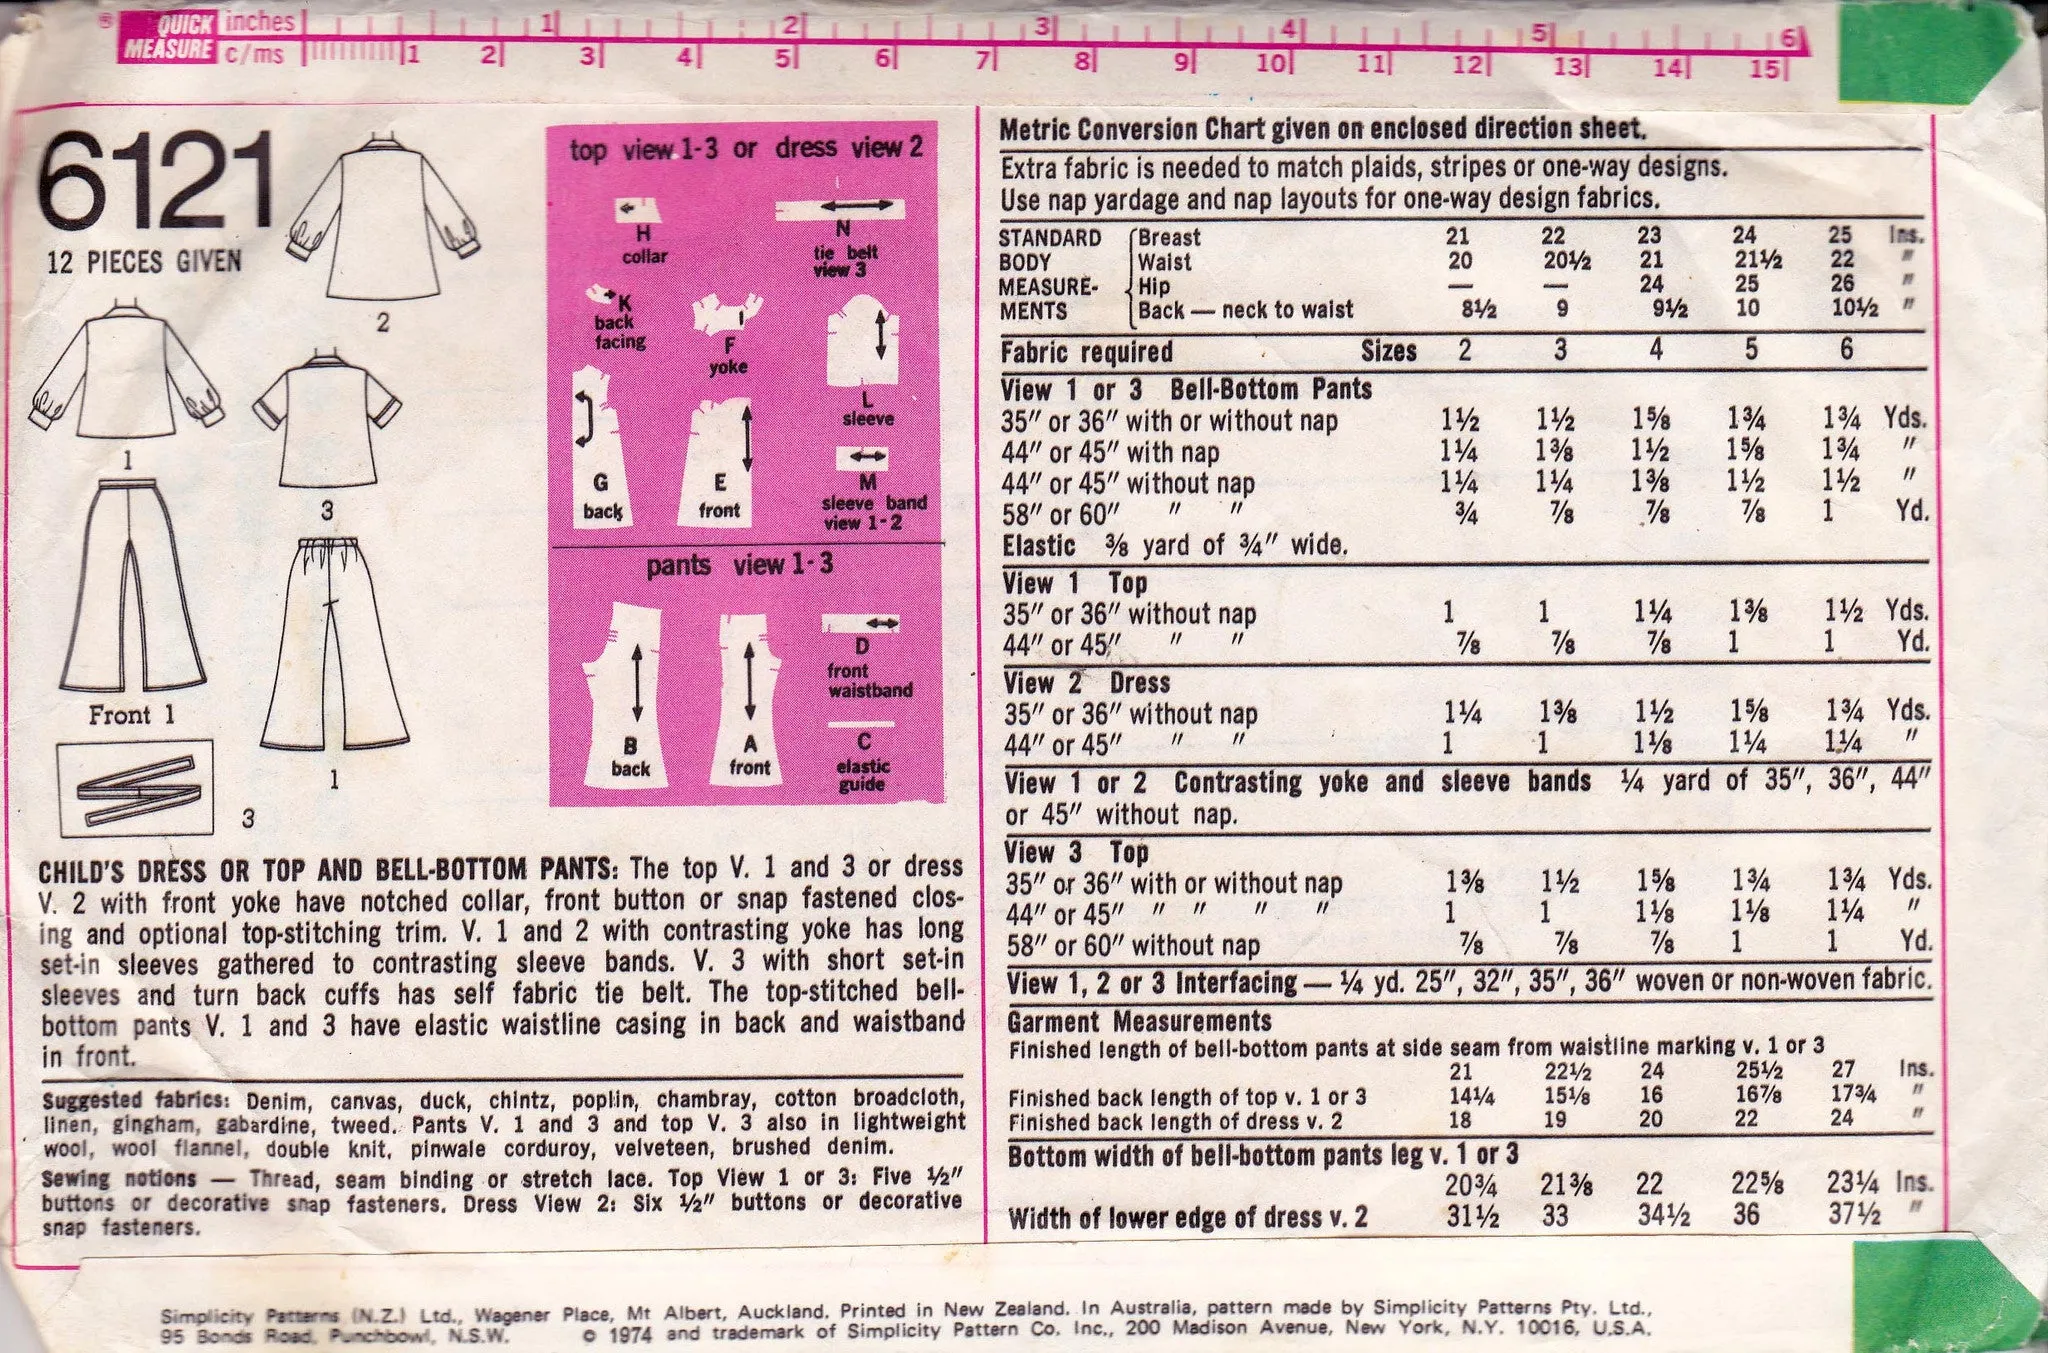 QUICK MEASURE
inches 1 2 3 4 5 6
c/ms 1 2 3 4 5 6 7 8 9 10 11 12 13 14 15
6121
12 PIECES GIVEN
2
1
3
Front 1
1
3
top view 1-3 or dress view 2
H
collar
N
tie belt
view 3
K
back
facing
F
yoke
L
sleeve
G
back
E
front
M
sleeve band
view 1-2
pants view 1-3
D
front
waistband
B
back
A
front
C
elastic
guide
CHILD'S DRESS OR TOP AND BELL-BOTTOM PANTS: The top V. 1 and 3 or dress
V. 2 with front yoke have notched collar, front button or snap fastened clos-
ing and optional top-stitching trim. V. 1 and 2 with contrasting yoke has long
set-in sleeves gathered to contrasting sleeve bands. V. 3 with short set-in
sleeves and turn back cuffs has self fabric tie belt. The top-stitched bell-
bottom pants V. 1 and 3 have elastic waistline casing in back and waistband
in front.
Suggested fabrics: Denim, canvas, duck, chintz, poplin, chambray, cotton broadcloth,
linen, gingham, gabardine, tweed. Pants V. 1 and 3 and top V. 3 also in lightweight
wool, wool flannel, double knit, pinwale corduroy, velveteen, brushed denim.
Sewing notions — Thread, seam binding or stretch lace. Top View 1 or 3: Five ½″
buttons or decorative snap fasteners. Dress View 2: Six ½″ buttons or decorative
snap fasteners.
Metric Conversion Chart given on enclosed direction sheet.
Extra fabric is needed to match plaids, stripes or one-way designs.
Use nap yardage and nap layouts for one-way design fabrics.
STANDARD Breast 21 22 23 24 25 Ins.
BODY Waist 20 20½ 21 21½ 22 ″
MEASURE- Hip — — 24 25 26 ″
MENTS Back — neck to waist 8½ 9 9½ 10 10½ ″
Fabric required Sizes 2 3 4 5 6
View 1 or 3 Bell-Bottom Pants
35″ or 36″ with or without nap 1½ 1½ 1⅝ 1¾ 1¾ Yds.
44″ or 45″ with nap 1¼ 1⅜ 1½ 1⅝ 1¾ ″
44″ or 45″ without nap 1¼ 1¼ 1⅜ 1½ 1½ ″
58″ or 60″ ″ ″ ¾ ⅞ ⅞ ⅞ 1 Yd.
Elastic ⅜ yard of ¾″ wide.
View 1 Top
35″ or 36″ without nap 1 1 1¼ 1⅜ 1½ Yds.
44″ or 45″ ″ ″ ⅞ ⅞ ⅞ 1 1 Yd.
View 2 Dress
35″ or 36″ without nap 1¼ 1⅜ 1½ 1⅝ 1¾ Yds.
44″ or 45″ ″ ″ 1 1 1⅛ 1¼ 1¼ ″
View 1 or 2 Contrasting yoke and sleeve bands ¼ yard of 35″, 36″, 44″
or 45″ without nap.
View 3 Top
35″ or 36″ with or without nap 1⅜ 1½ 1⅝ 1¾ 1¾ Yds.
44″ or 45″ ″ ″ ″ ″ 1 1 1⅛ 1⅛ 1¼ ″
58″ or 60″ without nap ⅞ ⅞ ⅞ 1 1 Yd.
View 1, 2 or 3 Interfacing — ¼ yd. 25″, 32″, 35″, 36″ woven or non-woven fabric.
Garment Measurements
Finished length of bell-bottom pants at side seam from waistline marking v. 1 or 3
21 22½ 24 25½ 27 Ins.
Finished back length of top v. 1 or 3 14¼ 15⅛ 16 16⅞ 17¾ ″
Finished back length of dress v. 2 18 19 20 22 24 ″
Bottom width of bell-bottom pants leg v. 1 or 3
20¾ 21⅜ 22 22⅝ 23¼ Ins.
Width of lower edge of dress v. 2 31½ 33 34½ 36 37½ ″
Simplicity Patterns (N.Z.) Ltd., Wagener Place, Mt Albert, Auckland. Printed in New Zealand. In Australia, pattern made by Simplicity Patterns Pty. Ltd.,
95 Bonds Road, Punchbowl, N.S.W. © 1974 and trademark of Simplicity Pattern Co. Inc., 200 Madison Avenue, New York, N.Y. 10016, U.S.A.